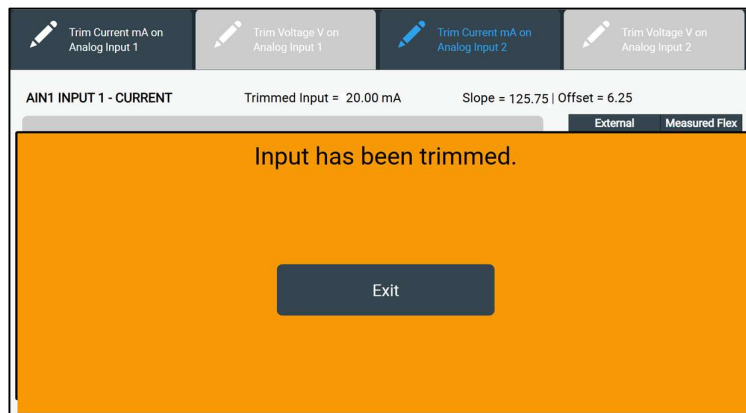 Trim Current mA on
Analog Input 1
Trim Voltage V on
Analog Input 1
Trim Current mA on
Analog Input 2
Trim Voltage V on
Analog Input 2
AIN1 INPUT 1 - CURRENT Trimmed Input = 20.00 mA Slope = 125.75 | Offset = 6.25
External Measured Flex
Input has been trimmed.
Exit